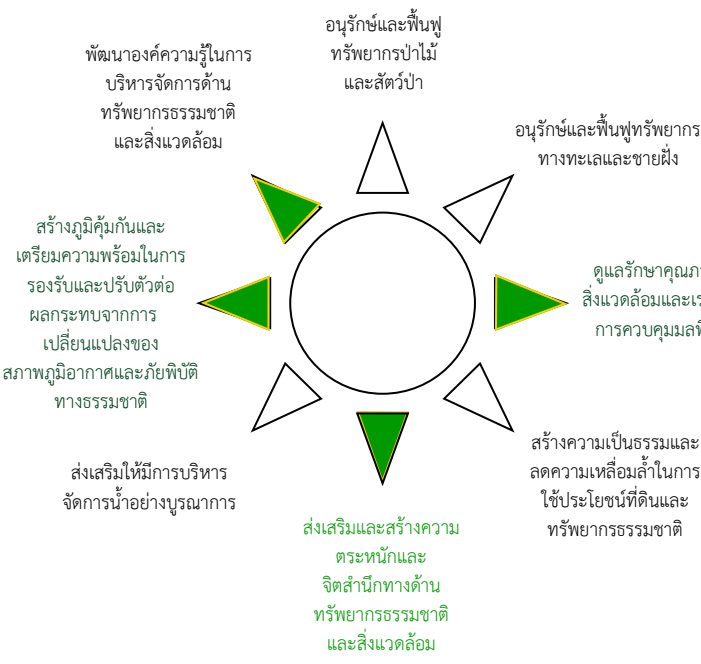 อนุรักษ์และฟื้นฟู
ทรัพยากรป่าไม้
และสัตว์ป่า
อนุรักษ์และฟื้นฟูทรัพยากร
ทางทะเลและชายฝั่ง
ดูแลรักษา
สิ่งแวดล้อมและ
การควบคุม
สร้างความเป็นธรรมและ
ลดความเหลื่อมล้ำในการ
ใช้ประโยชน์ที่ดินและ
ทรัพยากรธรรมชาติ
ส่งเสริมและสร้างความ
ตระหนักและ
จิตสำนึกทางด้าน
ทรัพยากรธรรมชาติ
และสิ่งแวดล้อม
ส่งเสริมให้มีการบริหาร
จัดการน้ำอย่างบูรณาการ
สร้างภูมิคุ้มกันและ
เตรียมความพร้อมในการ
รองรับและปรับตัวต่อ
ผลกระทบจากการ
เปลี่ยนแปลงของ
สภาพภูมิอากาศและภัยพิบัติ
ทางธรรมชาติ
พัฒนาองค์ความรู้ในการ
บริหารจัดการด้าน
ทรัพยากรธรรมชาติ
และสิ่งแวดล้อม